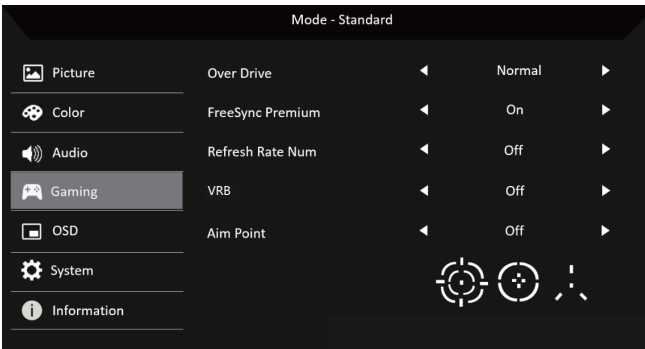 Mode - Standard
Picture
Over Drive Normal
Color
FreeSync Premium On
Audio
Refresh Rate Num Off
Gaming
VRB Off
OSD
Aim Point Off
System
Information